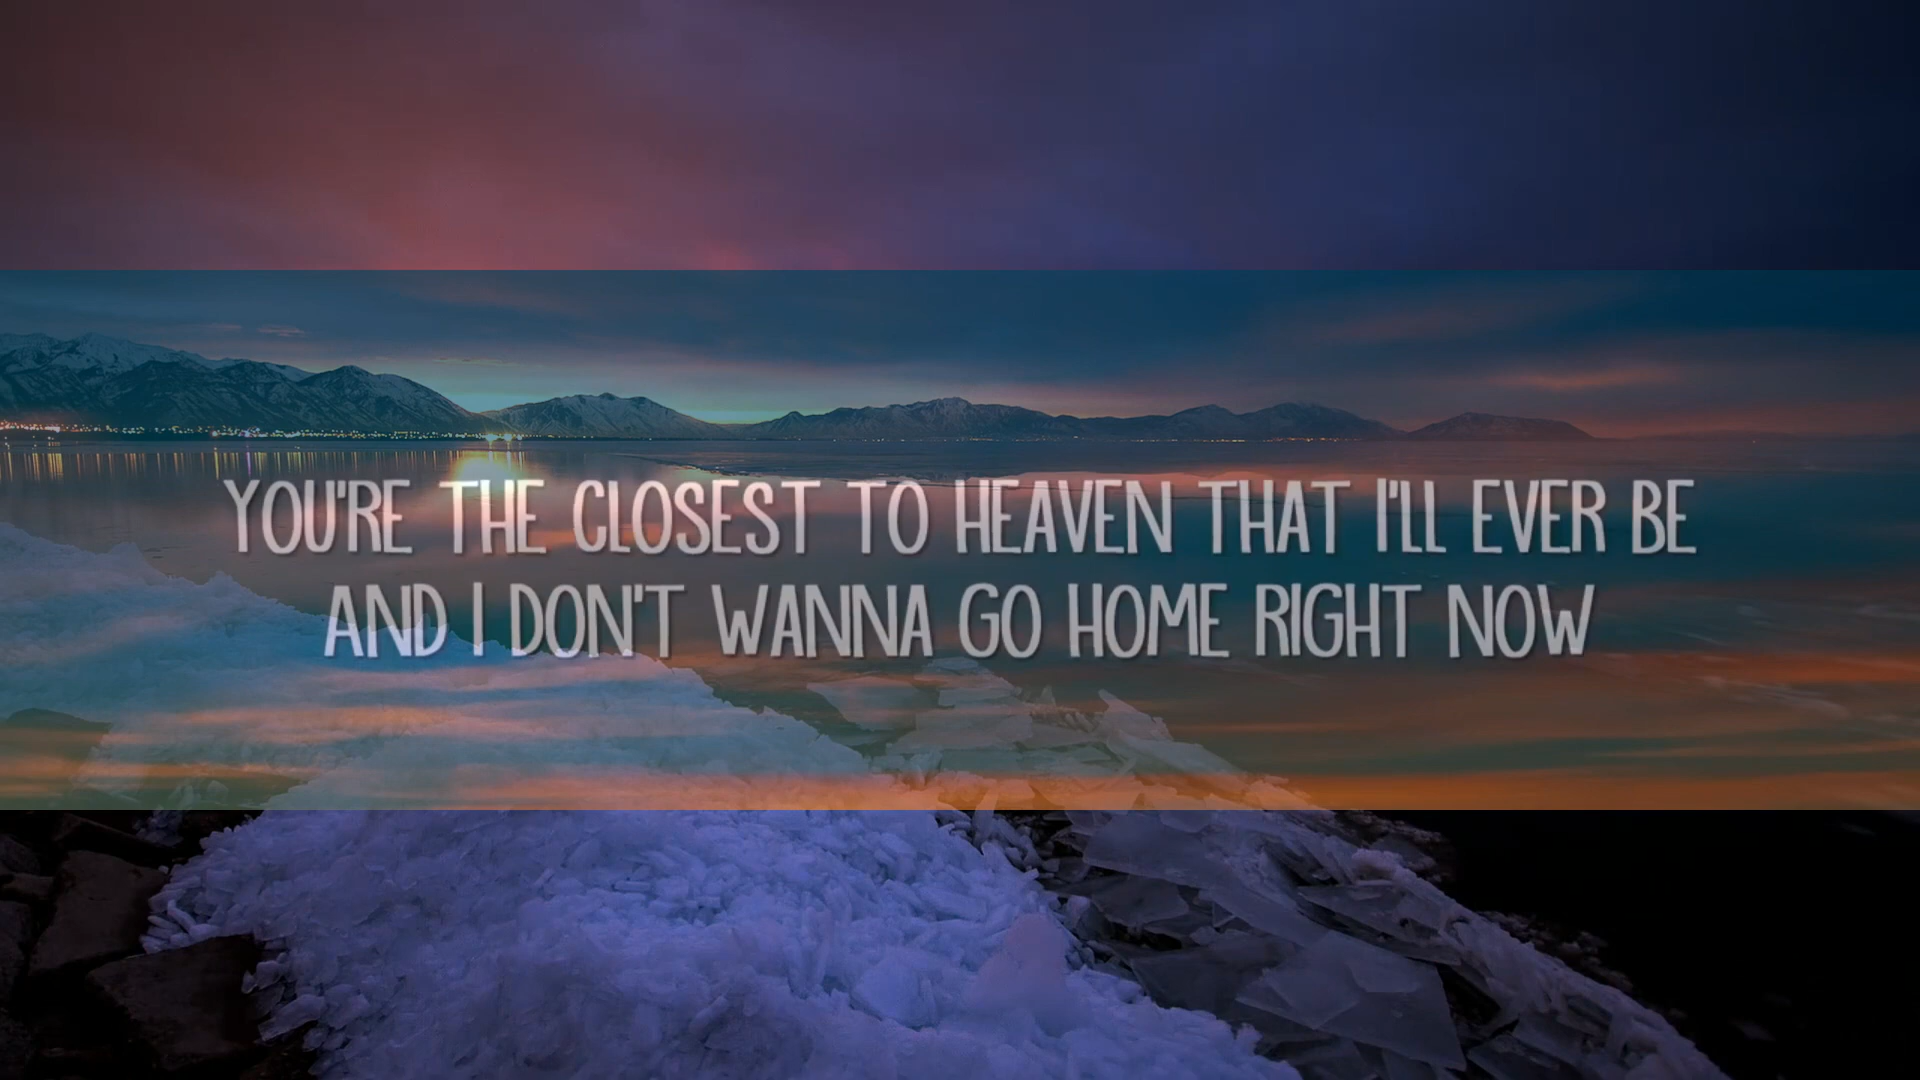 YOU'RE THE CLOSEST TO HEAVEN THAT I'LL EVER BE
AND I DON'T WANNA GO HOME RIGHT NOW